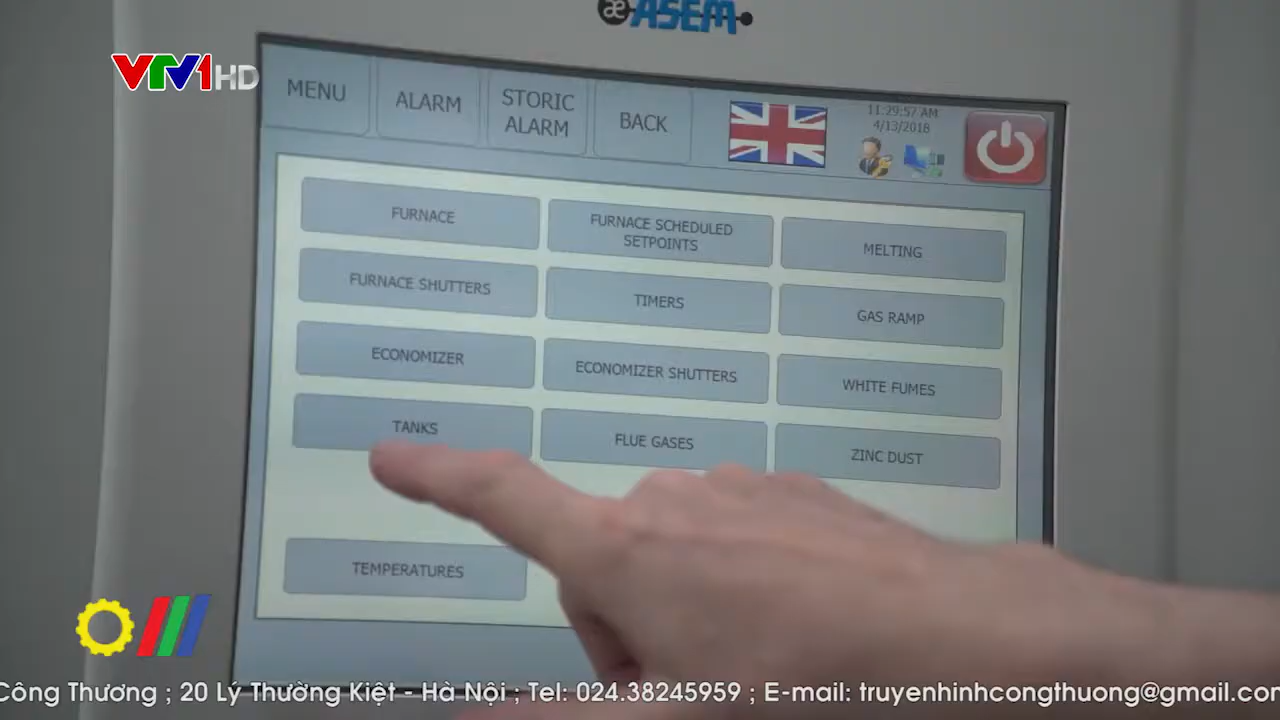 ASEM
VTV1 HD
MENU
ALARM
STORIC
ALARM
BACK
11:29:57 AM
4/13/2018
FURNACE
FURNACE SCHEDULED
SETPOINTS
MELTING
FURNACE SHUTTERS
TIMERS
GAS RAMP
ECONOMIZER
ECONOMIZER SHUTTERS
WHITE FUMES
TANKS
FLUE GASES
ZINC DUST
TEMPERATURES
Công Thương ; 20 Lý Thường Kiệt - Hà Nội ; Tel: 024.38245959 ; E-mail: truyenhinhcongthuong@gmail.com